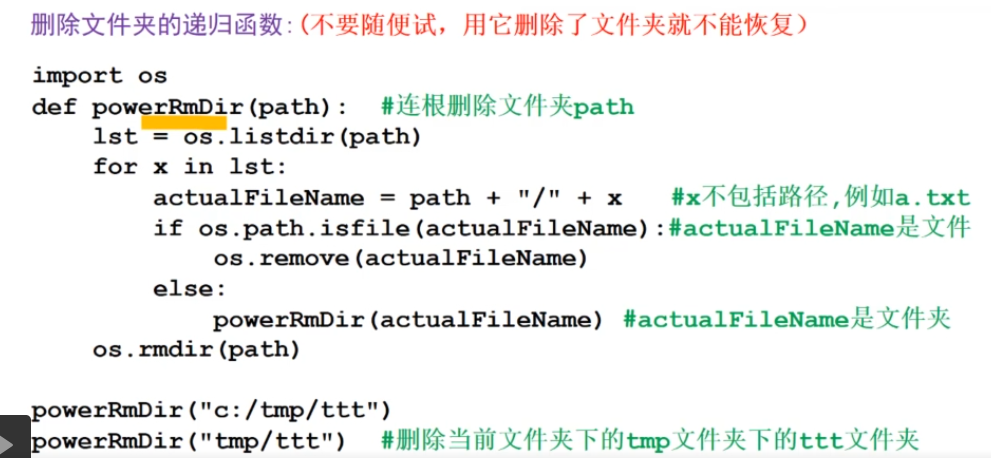 删除文件夹的递归函数:(不要随便试，用它删除了文件夹就不能恢复）
import os
def powerRmDir(path):  #连根删除文件夹path
    lst = os.listdir(path)
    for x in lst:
        actualFileName = path + "/" + x   #x不包括路径,例如a.txt
        if os.path.isfile(actualFileName):#actualFileName是文件
            os.remove(actualFileName)
        else:
            powerRmDir(actualFileName) #actualFileName是文件夹
    os.rmdir(path)
powerRmDir("c:/tmp/ttt")
powerRmDir("tmp/ttt")  #删除当前文件夹下的tmp文件夹下的ttt文件夹